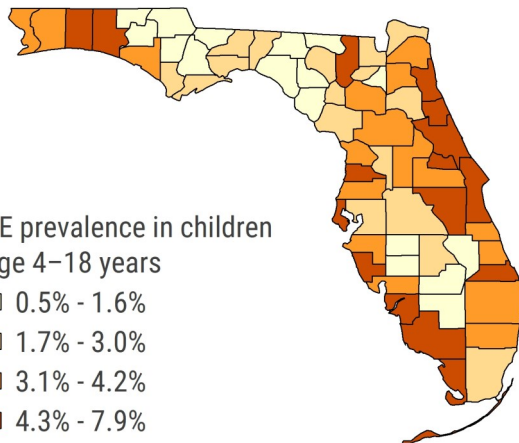 E prevalence in children
ge 4–18 years
0.5% - 1.6%
1.7% - 3.0%
3.1% - 4.2%
4.3% - 7.9%